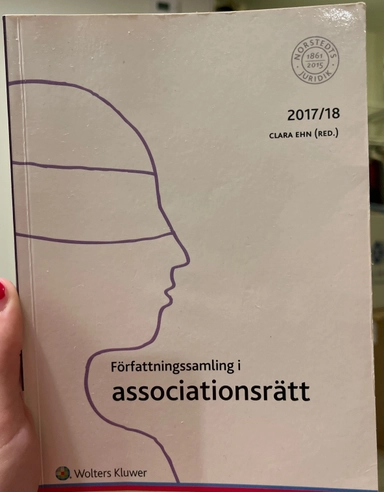 NORSTEDTS
1861
2015
JURIDIK
2017/18
CLARA EHN (RED.)
Författningssamling i
associationsrätt
Wolters Kluwer